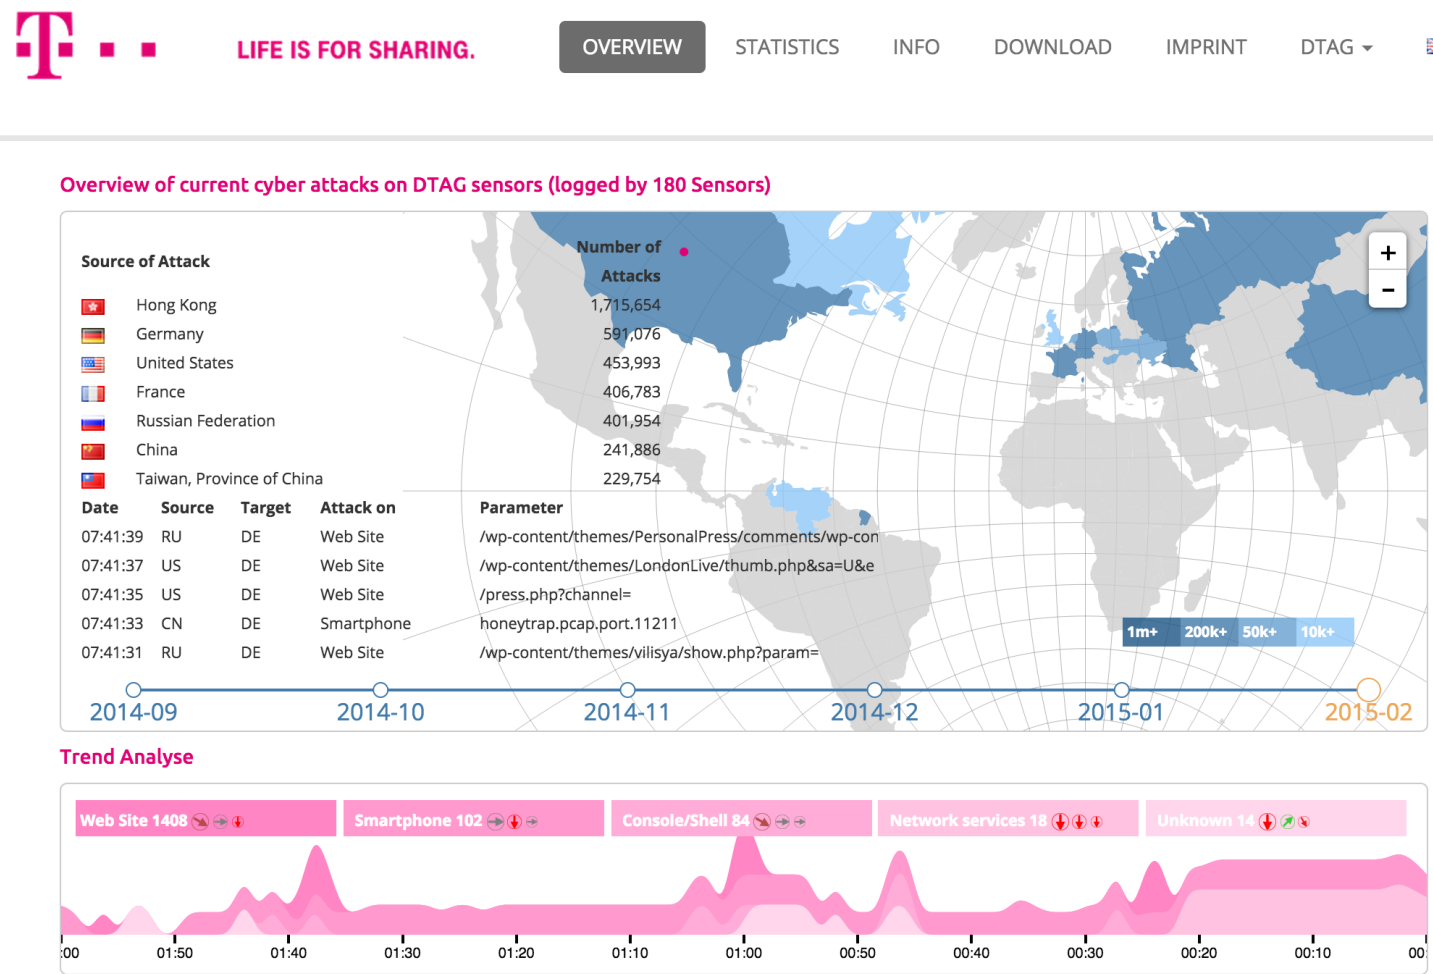 T
LIFE IS FOR SHARING.
OVERVIEW STATISTICS INFO DOWNLOAD IMPRINT DTAG
Overview of current cyber attacks on DTAG sensors (logged by 180 Sensors)
Source of Attack Number of Attacks
Hong Kong 1,715,654
Germany 591,076
United States 453,993
France 406,783
Russian Federation 401,954
China 241,886
Taiwan, Province of China 229,754
+
−
Date Source Target Attack on Parameter
07:41:39 RU DE Web Site /wp-content/themes/PersonalPress/comments/wp-con
07:41:37 US DE Web Site /wp-content/themes/LondonLive/thumb.php&sa=U&e
07:41:35 US DE Web Site /press.php?channel=
07:41:33 CN DE Smartphone honeytrap.pcap.port.11211
07:41:31 RU DE Web Site /wp-content/themes/vilisya/show.php?param=
1m+ 200k+ 50k+ 10k+
2014-09 2014-10 2014-11 2014-12 2015-01 2015-02
Trend Analyse
Web Site 1408 Smartphone 102 Console/Shell 84 Network services 18 Unknown 14
:00 01:50 01:40 01:30 01:20 01:10 01:00 00:50 00:40 00:30 00:20 00:10 00: